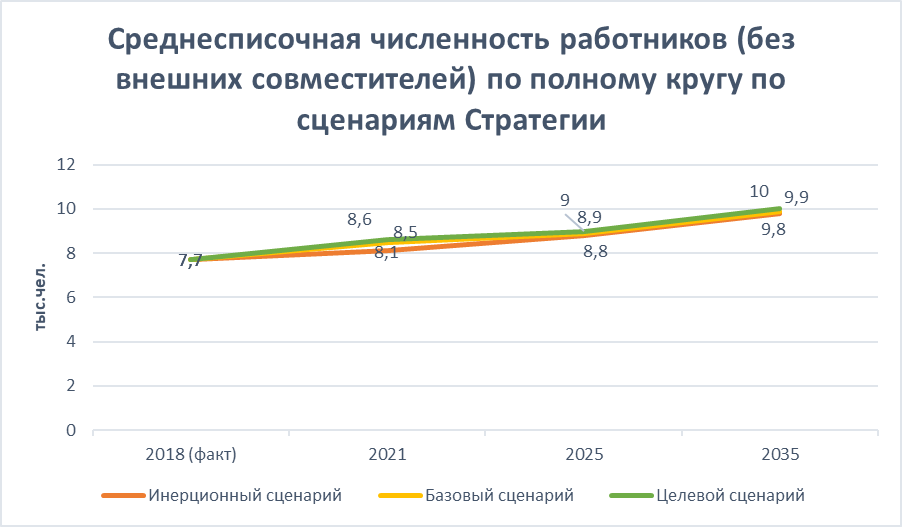 Среднесписочная численность работников (без
внешних совместителей) по полному кругу по
сценариям Стратегии
12
10
8
6
4
2
0
тыс.чел.
7,7
8,6
8,5
8,1
9
8,9
8,8
10
9,9
9,8
2018 (факт)
2021
2025
2035
Инерционный сценарий
Базовый сценарий
Целевой сценарий